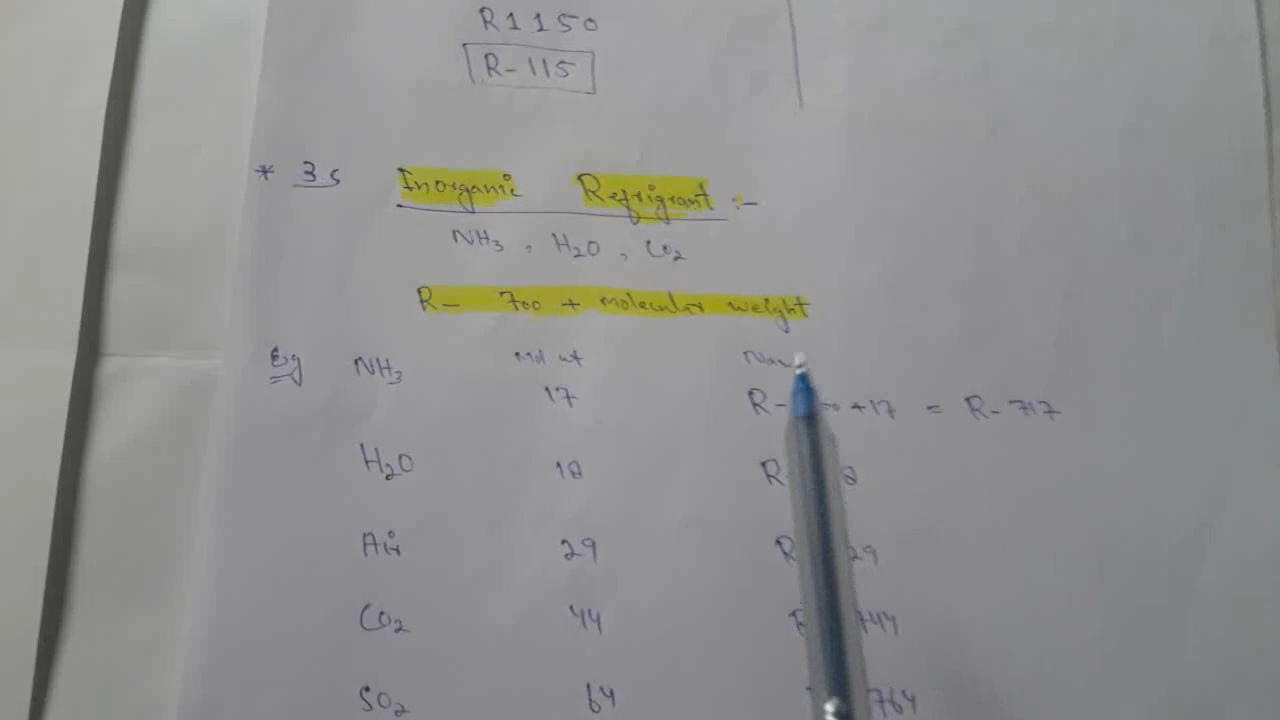 R1150
R-115
* 3. Inorganic Refrigrant :-
NH3, H2O, CO2
R- 700 + molecular weight
Eg NH3 Mol wt
17 +17 = R-717
H2O 18
Air 29 29
CO2 44 744
SO2 64 764